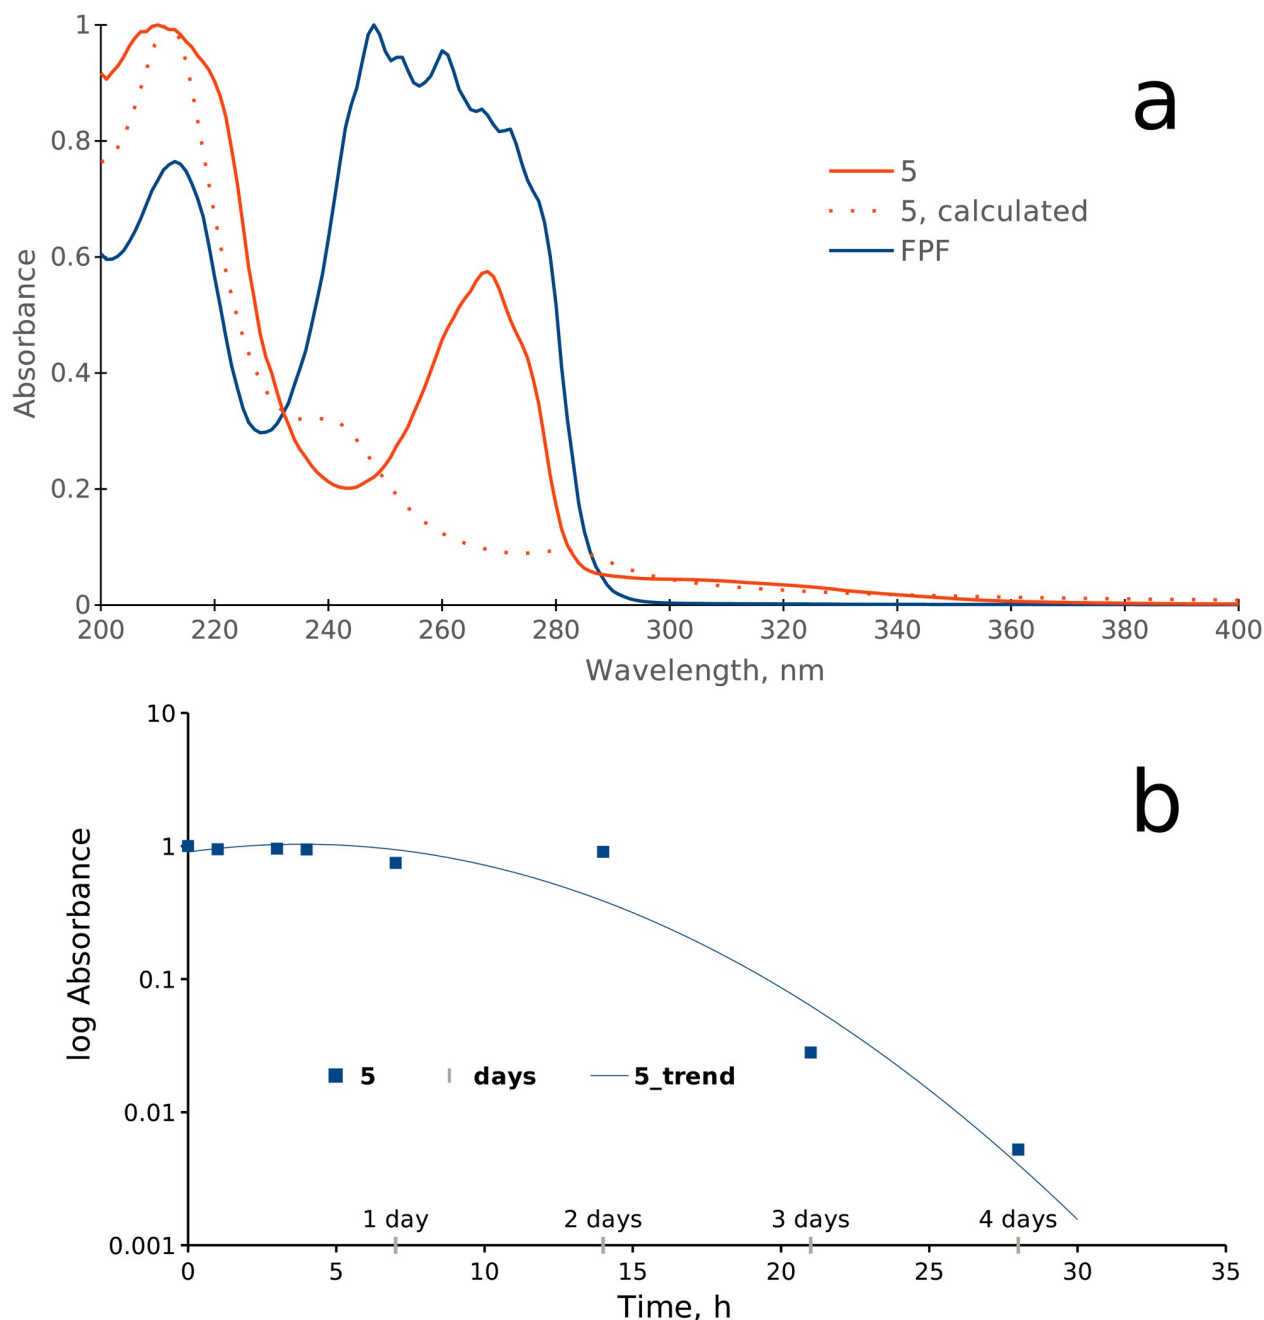 a
1
0.8
0.6
0.4
0.2
0
Absorbance
5
5, calculated
FPF
200 220 240 260 280 300 320 340 360 380 400
Wavelength, nm
b
10
1
0.1
0.01
0.001
log Absorbance
5 days 5_trend
1 day 2 days 3 days 4 days
0 5 10 15 20 25 30 35
Time, h